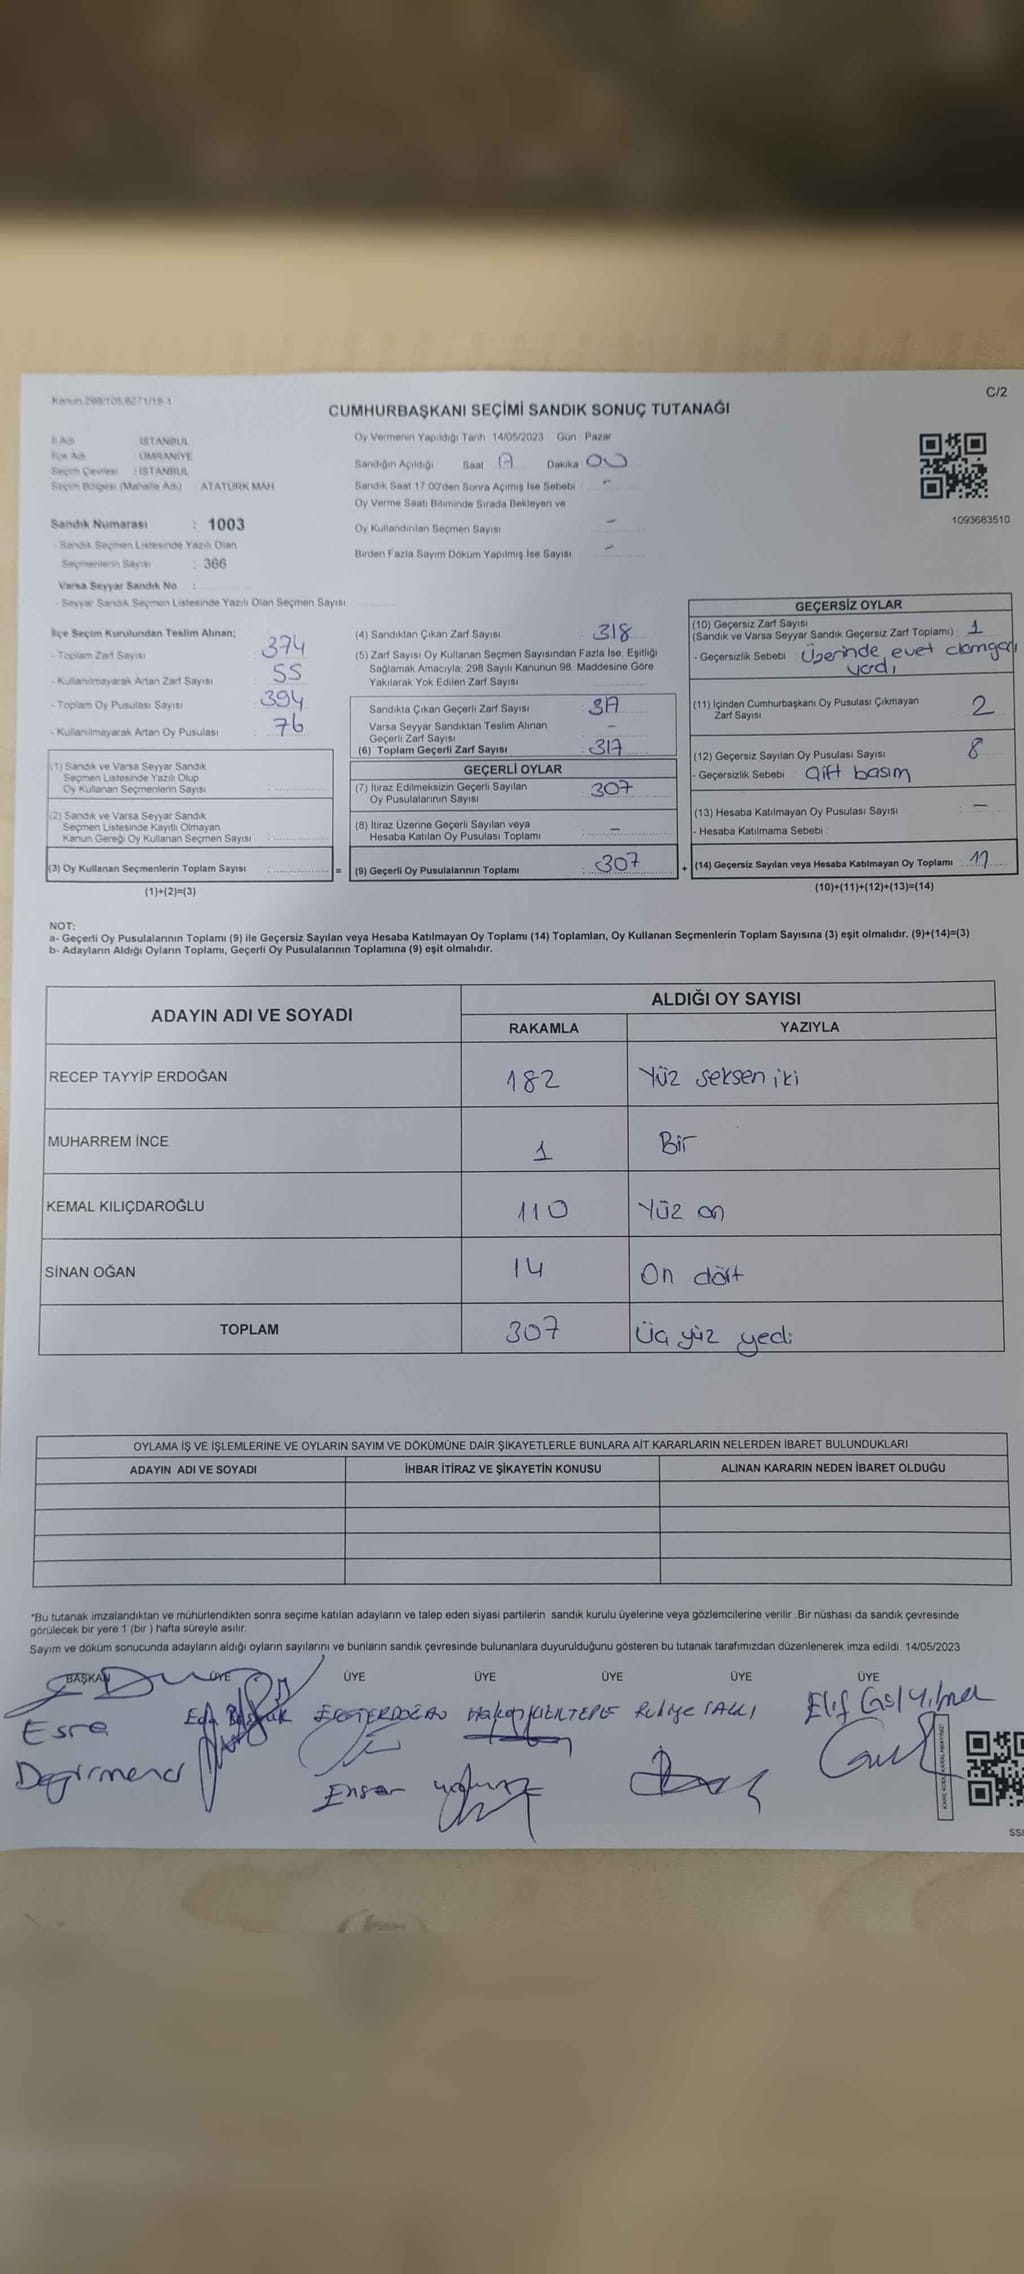 Kanun 298/105,6271/19-1
C/2
CUMHURBAŞKANI SEÇİMİ SANDIK SONUÇ TUTANAĞI
İl Adı : İSTANBUL
İlçe Adı : ÜMRANİYE
Seçim Çevresi : İSTANBUL
Seçim Bölgesi (Mahalle Adı) ATATÜRK MAH
Sandık Numarası : 1003
- Sandık Seçmen Listesinde Yazılı Olan
Seçmenlerin Sayısı : 366
Varsa Seyyar Sandık No :
- Seyyar Sandık Seçmen Listesinde Yazılı Olan Seçmen Sayısı
Oy Vermenin Yapıldığı Tarih 14/05/2023 Gün Pazar
Sandığın Açıldığı Saat 17 Dakika 00
Sandık Saat 17.00'den Sonra Açımış İse Sebebi -
Oy Verme Saati Bitiminde Sırada Bekleyen ve
Oy Kullandırılan Seçmen Sayısı -
Birden Fazla Sayım Döküm Yapılmış İse Sayısı -
1093683510
İlçe Seçim Kurulundan Teslim Alınan;
- Toplam Zarf Sayısı : 374
- Kullanılmayarak Artan Zarf Sayısı : 55
- Toplam Oy Pusulası Sayısı : 394
- Kullanılmayarak Artan Oy Pusulası : 76
(1) Sandık ve Varsa Seyyar Sandık
Seçmen Listesinde Yazılı Olup
Oy Kullanan Seçmenlerin Sayısı :
(2) Sandık ve Varsa Seyyar Sandık
Seçmen Listesinde Kayıtlı Olmayan
Kanun Gereği Oy Kullanan Seçmen Sayısı :
(3) Oy Kullanan Seçmenlerin Toplam Sayısı :
(1)+(2)=(3)
(4) Sandıktan Çıkan Zarf Sayısı : 318
(5) Zarf Sayısı Oy Kullanan Seçmen Sayısından Fazla İse, Eşitliği
Sağlamak Amacıyla, 298 Sayılı Kanunun 98. Maddesine Göre
Yakılarak Yok Edilen Zarf Sayısı :
Sandıkta Çıkan Geçerli Zarf Sayısı : 317
Varsa Seyyar Sandıktan Teslim Alınan
Geçerli Zarf Sayısı : -
(6) Toplam Geçerli Zarf Sayısı : 317
GEÇERLİ OYLAR
(7) İtiraz Edilmeksizin Geçerli Sayılan
Oy Pusulalarının Sayısı : 307
(8) İtiraz Üzerine Geçerli Sayılan veya
Hesaba Katılan Oy Pusulası Toplamı : -
= (9) Geçerli Oy Pusulalarının Toplamı : 307
GEÇERSİZ OYLAR
(10) Geçersiz Zarf Sayısı
(Sandık ve Varsa Seyyar Sandık Geçersiz Zarf Toplamı) : 1
- Geçersizlik Sebebi : Üzerinde evet damgası
vardı
(11) İçinden Cumhurbaşkanı Oy Pusulası Çıkmayan
Zarf Sayısı : 2
(12) Geçersiz Sayılan Oy Pusulası Sayısı : 8
- Geçersizlik Sebebi : Çift basım
(13) Hesaba Katılmayan Oy Pusulası Sayısı : -
- Hesaba Katılmama Sebebi :
+ (14) Geçersiz Sayılan veya Hesaba Katılmayan Oy Toplamı : 11
(10)+(11)+(12)+(13)=(14)
NOT:
a- Geçerli Oy Pusulalarının Toplamı (9) ile Geçersiz Sayılan veya Hesaba Katılmayan Oy Toplamı (14) Toplamları, Oy Kullanan Seçmenlerin Toplam Sayısına (3) eşit olmalıdır. (9)+(14)=(3)
b- Adayların Aldığı Oyların Toplamı, Geçerli Oy Pusulalarının Toplamına (9) eşit olmalıdır.
ADAYIN ADI VE SOYADI
ALDIĞI OY SAYISI
RAKAMLA YAZIYLA
RECEP TAYYİP ERDOĞAN 182 Yüz seksen iki
MUHARREM İNCE 1 Bir
KEMAL KILIÇDAROĞLU 110 Yüz on
SİNAN OĞAN 14 On dört
TOPLAM 307 Üç yüz yedi
OYLAMA İŞ VE İŞLEMLERİNE VE OYLARIN SAYIM VE DÖKÜMÜNE DAİR ŞİKAYETLERLE BUNLARA AİT KARARLARIN NELERDEN İBARET BULUNDUKLARI
ADAYIN ADI VE SOYADI İHBAR İTİRAZ VE ŞİKAYETİN KONUSU ALINAN KARARIN NEDEN İBARET OLDUĞU
*Bu tutanak imzalandıktan ve mühürlendikten sonra seçime katılan adayların ve talep eden siyasi partilerin sandık kurulu üyelerine veya gözlemcilerine verilir .Bir nüshası da sandık çevresinde
görülecek bir yere 1 (bir ) hafta süreyle asılır.
Sayım ve döküm sonucunda adayların aldığı oyların sayılarını ve bunların sandık çevresinde bulunanlara duyurulduğunu gösteren bu tutanak tarafımızdan düzenlenerek imza edildi. 14/05/2023
BAŞKAN ÜYE ÜYE ÜYE ÜYE ÜYE ÜYE
Esra
Değirmenci
Ensar
KARE KODU KARALAMAYINIZ!